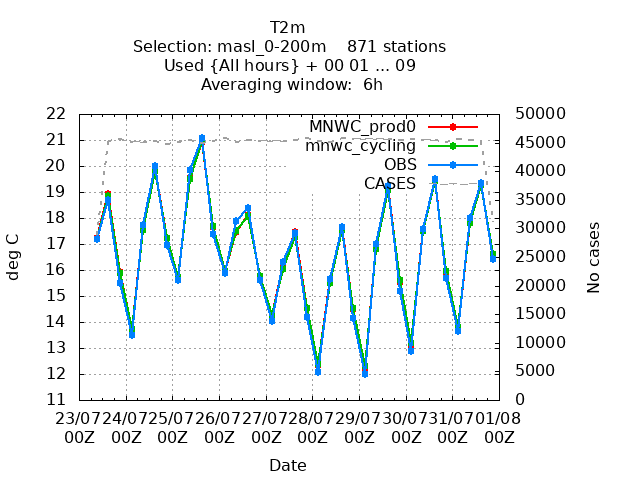 T2m
Selection: masl_0-200m    871 stations
Used {All hours} + 00 01 ... 09
Averaging window:  6h
MNWC_prod0
mnwc_cycling
OBS
CASES
deg C
22
21
20
19
18
17
16
15
14
13
12
11
No cases
50000
45000
40000
35000
30000
25000
20000
15000
10000
5000
0
23/07 24/07 25/07 26/07 27/07 28/07 29/07 30/07 31/07 01/08
00Z 00Z 00Z 00Z 00Z 00Z 00Z 00Z 00Z 00Z
Date